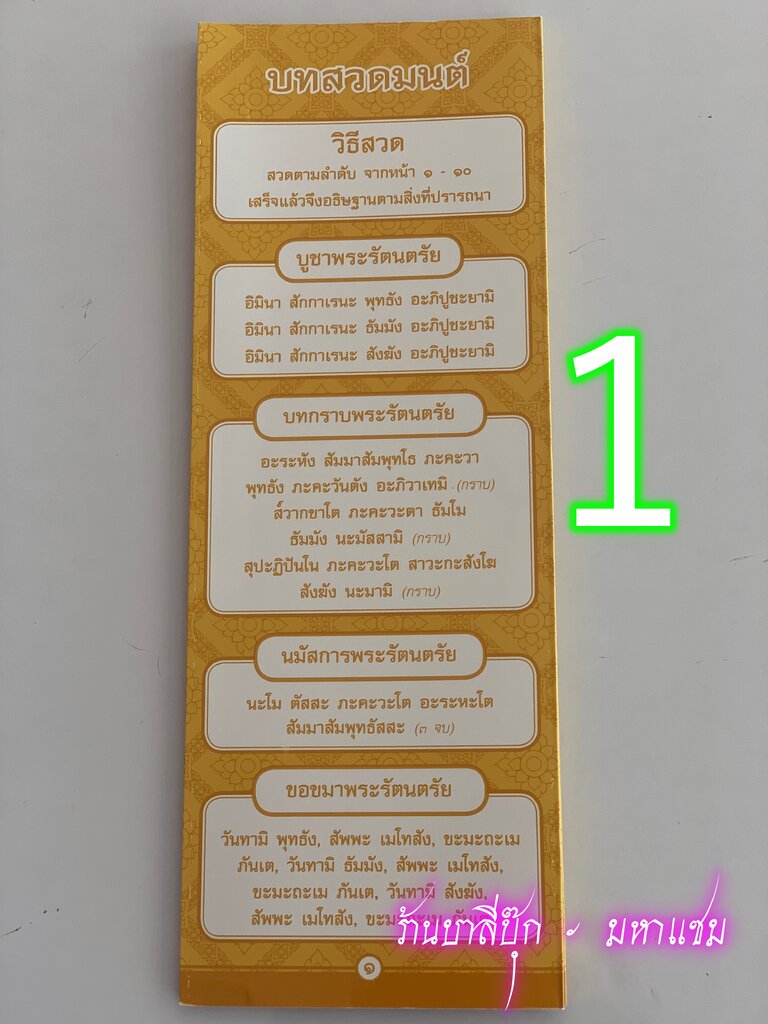 บทสวดมนต์
วิธีสวด
สวดตามลำดับ จากหน้า ๑ - ๑๐
เสร็จแล้วจึงอธิษฐานตามสิ่งที่ปรารถนา
บูชาพระรัตนตรัย
อิมินา สักกาเรนะ พุทธัง อะภิปูชะยามิ
อิมินา สักกาเรนะ ธัมมัง อะภิปูชะยามิ
อิมินา สักกาเรนะ สังฆัง อะภิปูชะยามิ
1
บทกราบพระรัตนตรัย
อะระหัง สัมมาสัมพุทโธ ภะคะวา
พุทธัง ภะคะวันตัง อะภิวาเทมิ (กราบ)
ส์วากขาโต ภะคะวะตา ธัมโม
ธัมมัง นะมัสสามิ (กราบ)
สุปะฏิปันโน ภะคะวะโต สาวะกะสังโฆ
สังฆัง นะมามิ (กราบ)
นมัสการพระรัตนตรัย
นะโม ตัสสะ ภะคะวะโต อะระหะโต
สัมมาสัมพุทธัสสะ (๓ จบ)
ขอขมาพระรัตนตรัย
วันทามิ พุทธัง, สัพพะ เมโทสัง, ขะมะถะเม
ภันเต, วันทามิ ธัมมัง, สัพพะ เมโทสัง,
ขะมะถะเม ภันเต, วันทามิ สังฆัง,
สัพพะ เมโทสัง, ขะมะถะเม ภันเต
ร้านบาลีบุ๊ก - มหาแซม
๑